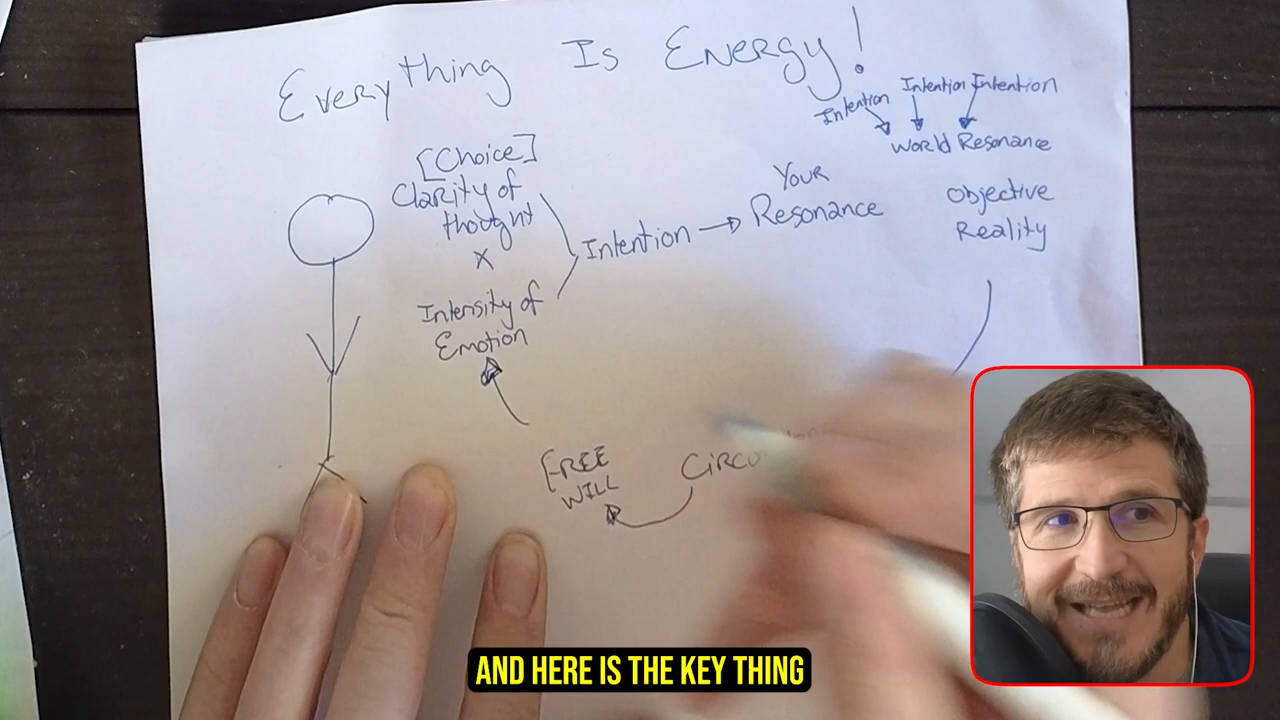 Everything Is Energy!
Intention Intention Intention
World Resonance
[Choice]
Clarity of
thought
x
Intensity of
Emotion
Intention
Your
Resonance
Objective
Reality
FREE
WILL
AND HERE IS THE KEY THING